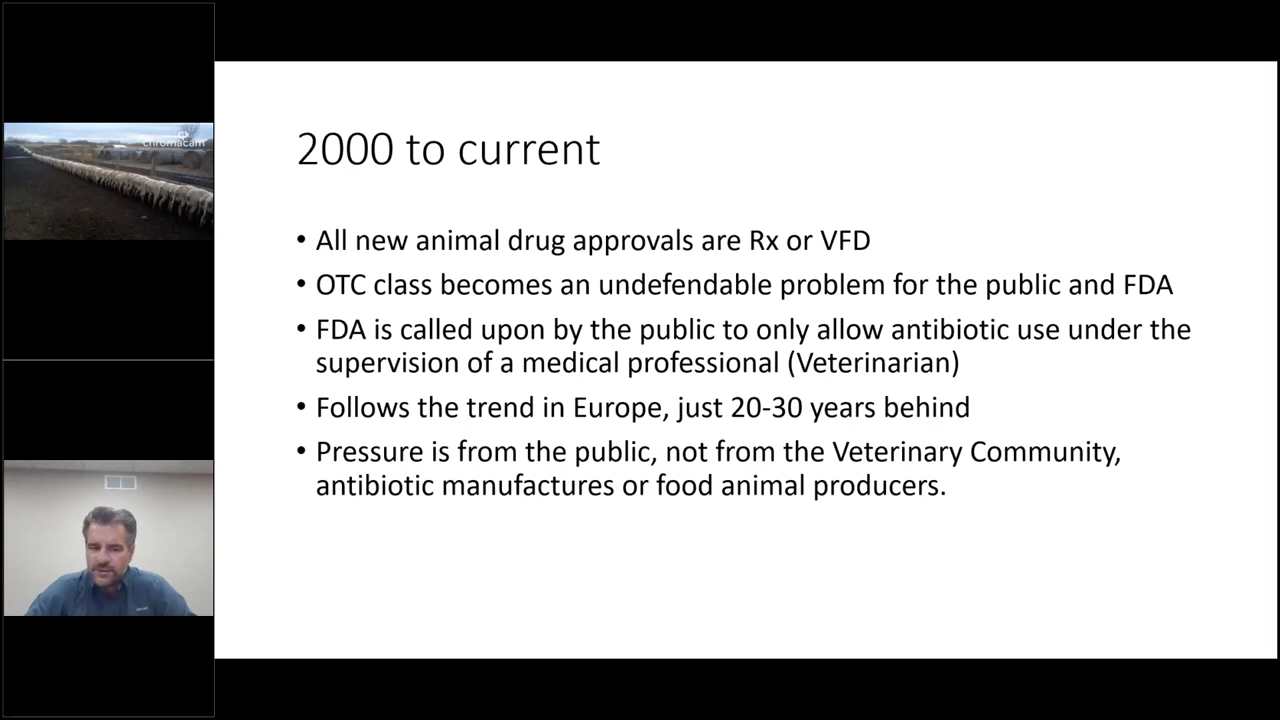 chromacam
2000 to current
• All new animal drug approvals are Rx or VFD
• OTC class becomes an undefendable problem for the public and FDA
• FDA is called upon by the public to only allow antibiotic use under the
supervision of a medical professional (Veterinarian)
• Follows the trend in Europe, just 20-30 years behind
• Pressure is from the public, not from the Veterinary Community,
antibiotic manufactures or food animal producers.